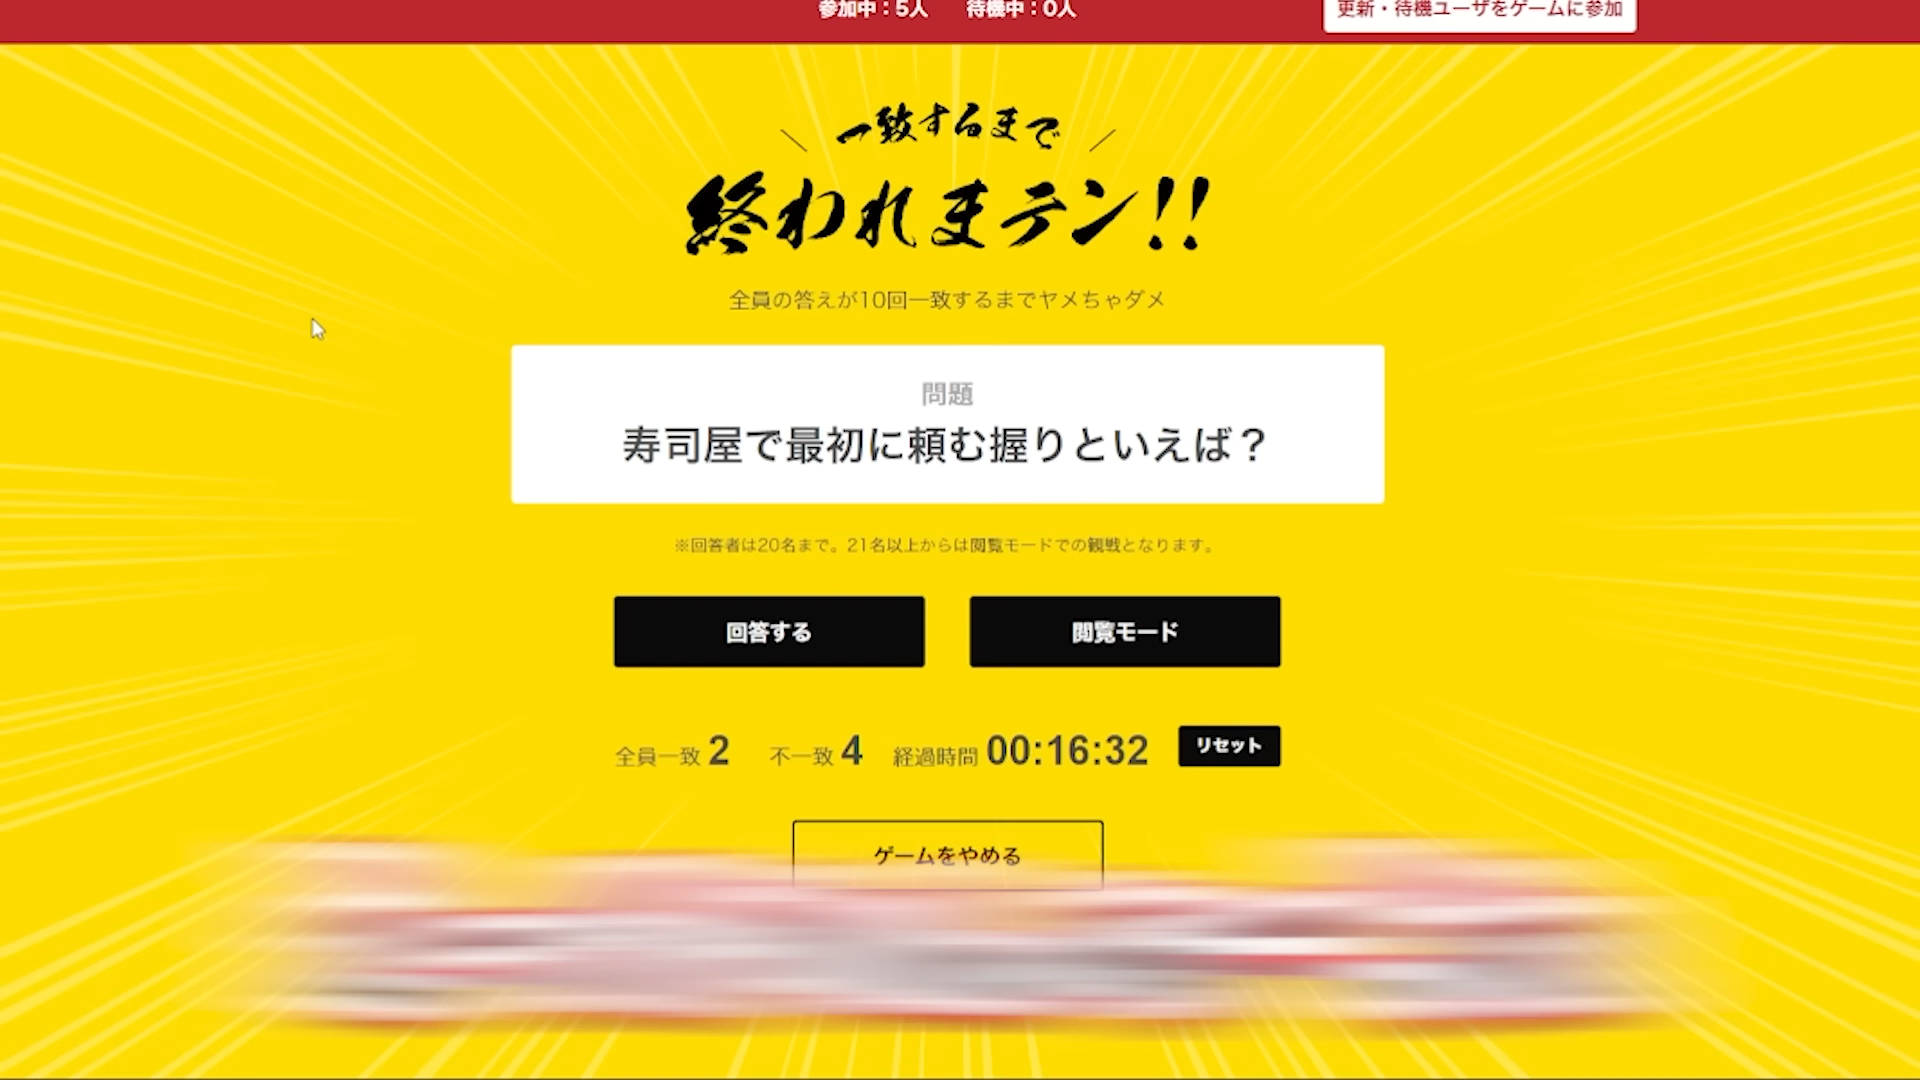 参加中：5人 待機中：0人 更新・待機ユーザをゲームに参加
一致するまで
終われまテン!!
全員の答えが10回一致するまでヤメちゃダメ
問題
寿司屋で最初に頼む握りといえば？
※回答者は20名まで。21名以上からは閲覧モードでの観戦となります。
回答する 閲覧モード
全員一致 2 不一致 4 経過時間 00:16:32 リセット
ゲームをやめる